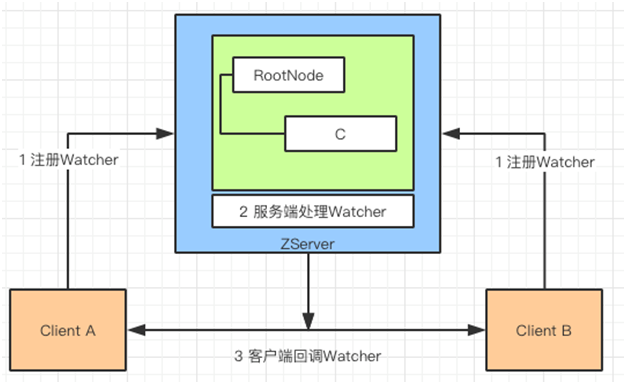 RootNode
C
1 注册Watcher
1 注册Watcher
2 服务端处理Watcher
ZServer
Client A
Client B
3 客户端回调Watcher